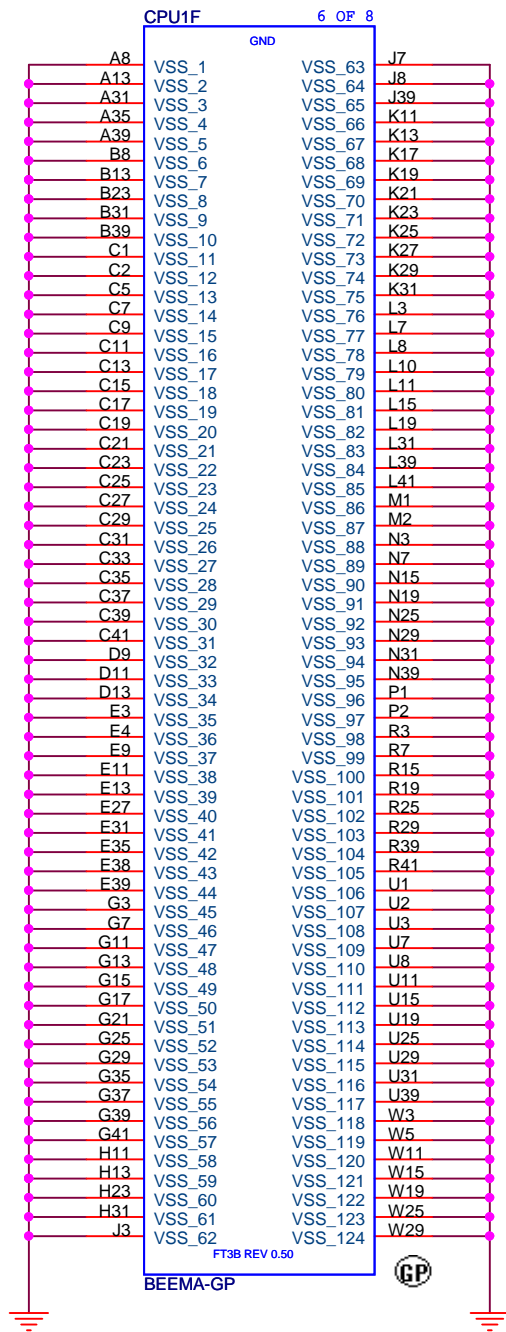 CPU1F 6 OF 8
GND
A8 VSS_1 VSS_63 J7
A13 VSS_2 VSS_64 J8
A31 VSS_3 VSS_65 J39
A35 VSS_4 VSS_66 K11
A39 VSS_5 VSS_67 K13
B8 VSS_6 VSS_68 K17
B13 VSS_7 VSS_69 K19
B23 VSS_8 VSS_70 K21
B31 VSS_9 VSS_71 K23
B39 VSS_10 VSS_72 K25
C1 VSS_11 VSS_73 K27
C2 VSS_12 VSS_74 K29
C5 VSS_13 VSS_75 K31
C7 VSS_14 VSS_76 L3
C9 VSS_15 VSS_77 L7
C11 VSS_16 VSS_78 L8
C13 VSS_17 VSS_79 L10
C15 VSS_18 VSS_80 L11
C17 VSS_19 VSS_81 L15
C19 VSS_20 VSS_82 L19
C21 VSS_21 VSS_83 L31
C23 VSS_22 VSS_84 L39
C25 VSS_23 VSS_85 L41
C27 VSS_24 VSS_86 M1
C29 VSS_25 VSS_87 M2
C31 VSS_26 VSS_88 N3
C33 VSS_27 VSS_89 N7
C35 VSS_28 VSS_90 N15
C37 VSS_29 VSS_91 N19
C39 VSS_30 VSS_92 N25
C41 VSS_31 VSS_93 N29
D9 VSS_32 VSS_94 N31
D11 VSS_33 VSS_95 N39
D13 VSS_34 VSS_96 P1
E3 VSS_35 VSS_97 P2
E4 VSS_36 VSS_98 R3
E9 VSS_37 VSS_99 R7
E11 VSS_38 VSS_100 R15
E13 VSS_39 VSS_101 R19
E27 VSS_40 VSS_102 R25
E31 VSS_41 VSS_103 R29
E35 VSS_42 VSS_104 R39
E38 VSS_43 VSS_105 R41
E39 VSS_44 VSS_106 U1
G3 VSS_45 VSS_107 U2
G7 VSS_46 VSS_108 U3
G11 VSS_47 VSS_109 U7
G13 VSS_48 VSS_110 U8
G15 VSS_49 VSS_111 U11
G17 VSS_50 VSS_112 U15
G21 VSS_51 VSS_113 U19
G25 VSS_52 VSS_114 U25
G29 VSS_53 VSS_115 U29
G35 VSS_54 VSS_116 U31
G37 VSS_55 VSS_117 U39
G39 VSS_56 VSS_118 W3
G41 VSS_57 VSS_119 W5
H11 VSS_58 VSS_120 W11
H13 VSS_59 VSS_121 W15
H23 VSS_60 VSS_122 W19
H31 VSS_61 VSS_123 W25
J3 VSS_62 VSS_124 W29
FT3B REV 0.50
BEEMA-GP
GP